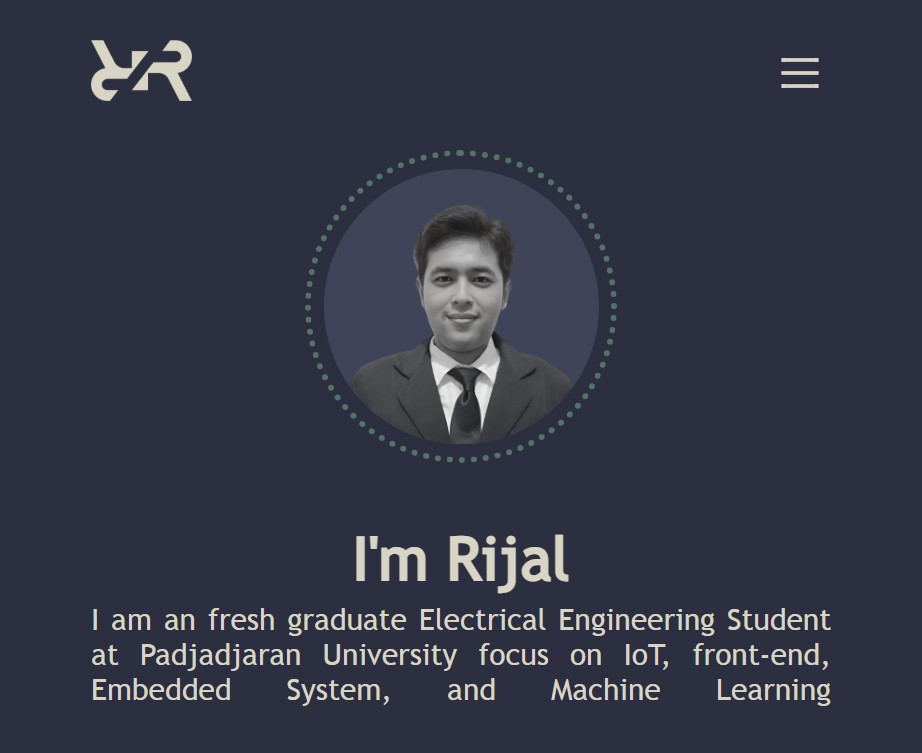 I'm Rijal
I am an fresh graduate Electrical Engineering Student
at Padjadjaran University focus on IoT, front-end,
Embedded System, and Machine Learning